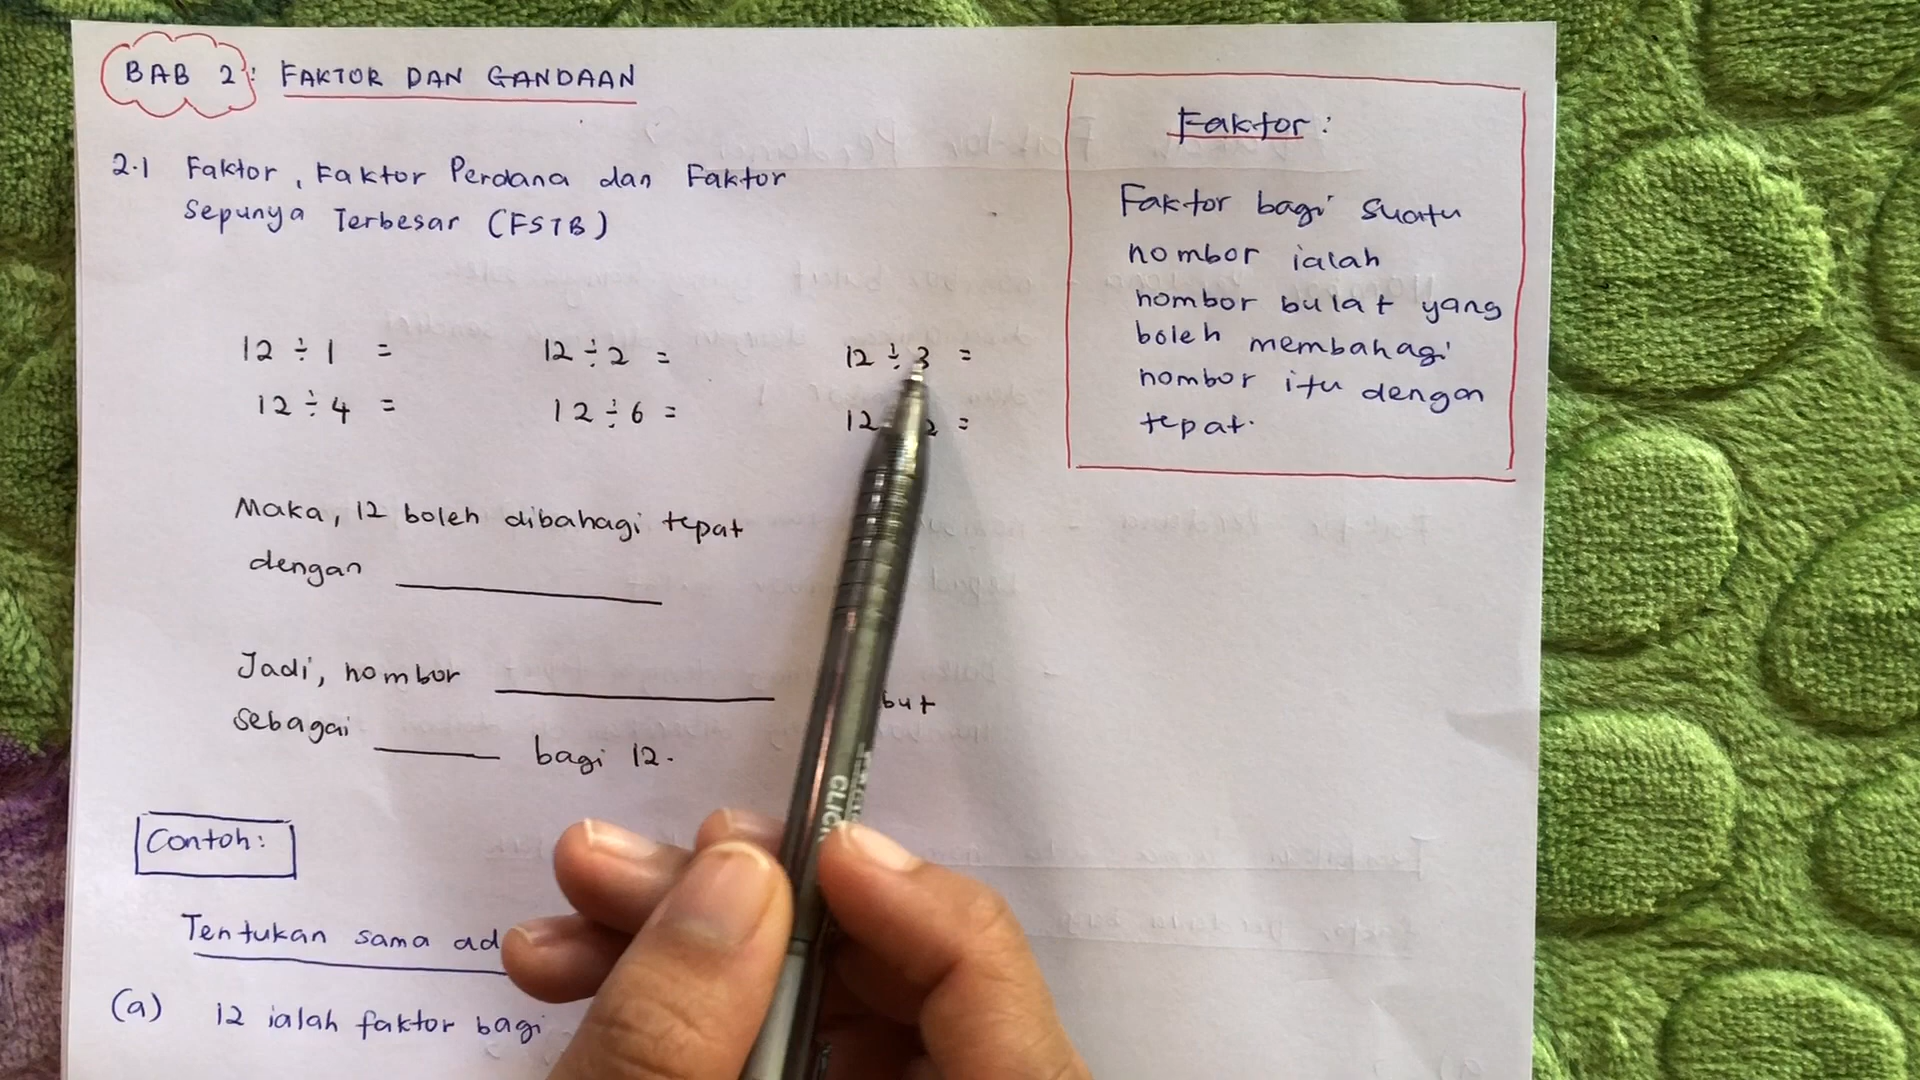 BAB 2: FAKTOR DAN GANDAAN
2.1 Faktor, Faktor Perdana dan Faktor
Sepunya Terbesar (FSTB)
12 ÷ 1 = 12 ÷ 2 = 12 ÷ 3 =
12 ÷ 4 = 12 ÷ 6 = 12 2 =
Maka, 12 boleh dibahagi tepat
dengan
Jadi, nombor but
sebagai bagi 12.
Contoh:
Tentukan sama ad
(a) 12 ialah faktor bagi
Faktor:
Faktor bagi suatu
nombor ialah
nombor bulat yang
boleh membahagi
nombor itu dengan
tepat.
CLICK